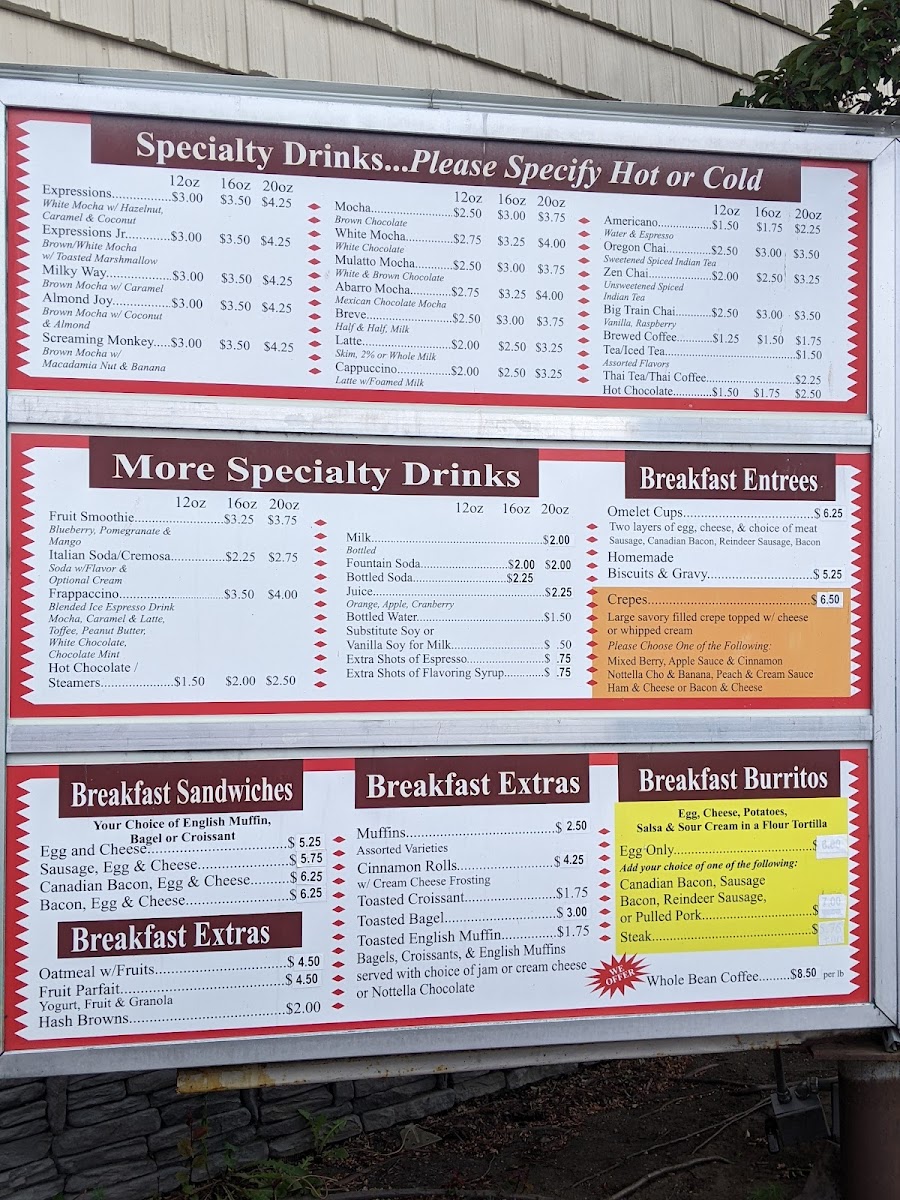 Specialty Drinks...Please Specify Hot or Cold
12oz 16oz 20oz
Expressions..............$3.00 $3.50 $4.25
White Mocha w/ Hazelnut,
Caramel & Coconut
Expressions Jr............$3.00 $3.50 $4.25
Brown/White Mocha
w/ Toasted Marshmallow
Milky Way................$3.00 $3.50 $4.25
Brown Mocha w/ Caramel
Almond Joy...............$3.00 $3.50 $4.25
Brown Mocha w/ Coconut
& Almond
Screaming Monkey....$3.00 $3.50 $4.25
Brown Mocha w/
Macadamia Nut & Banana
12oz 16oz 20oz
Mocha.......................$2.50 $3.00 $3.75
Brown Chocolate
White Mocha............$2.75 $3.25 $4.00
White Chocolate
Mulatto Mocha..........$2.50 $3.00 $3.75
White & Brown Chocolate
Abarro Mocha...........$2.75 $3.25 $4.00
Mexican Chocolate Mocha
Breve........................$2.50 $3.00 $3.75
Half & Half, Milk
Latte.........................$2.00 $2.50 $3.25
Skim, 2% or Whole Milk
Cappuccino...............$2.00 $2.50 $3.25
Latte w/Foamed Milk
12oz 16oz 20oz
Americano................$1.50 $1.75 $2.25
Water & Espresso
Oregon Chai..............$2.50 $3.00 $3.50
Sweetened Spiced Indian Tea
Zen Chai...................$2.00 $2.50 $3.25
Unsweetened Spiced
Indian Tea
Big Train Chai...........$2.50 $3.00 $3.50
Vanilla, Raspberry
Brewed Coffee..........$1.25 $1.50 $1.75
Tea/Iced Tea.......................................$1.50
Assorted Flavors
Thai Tea/Thai Coffee...........................$2.25
Hot Chocolate...........$1.50 $1.75 $2.50
More Specialty Drinks
12oz 16oz 20oz
Fruit Smoothie.........................$3.25 $3.75
Blueberry, Pomegranate &
Mango
Italian Soda/Cremosa...............$2.25 $2.75
Soda w/Flavor &
Optional Cream
Frappaccino.............................$3.50 $4.00
Blended Ice Espresso Drink
Mocha, Caramel & Latte,
Toffee, Peanut Butter,
White Chocolate,
Chocolate Mint
Hot Chocolate /
Steamers....................$1.50 $2.00 $2.50
12oz 16oz 20oz
Milk.................................................$2.00
Bottled
Fountain Soda........................$2.00 $2.00
Bottled Soda..........................$2.25
Juice.................................................$2.25
Orange, Apple, Cranberry
Bottled Water....................................$1.50
Substitute Soy or
Vanilla Soy for Milk..........................$ .50
Extra Shots of Espresso......................$ .75
Extra Shots of Flavoring Syrup............$ .75
Breakfast Entrees
Omelet Cups....................................$ 6.25
Two layers of egg, cheese, & choice of meat
Sausage, Canadian Bacon, Reindeer Sausage, Bacon
Homemade
Biscuits & Gravy.............................$ 5.25
Crepes............................................$ 6.50
Large savory filled crepe topped w/ cheese
or whipped cream
Please Choose One of the Following:
Mixed Berry, Apple Sauce & Cinnamon
Nottella Cho & Banana, Peach & Cream Sauce
Ham & Cheese or Bacon & Cheese
Breakfast Sandwiches
Your Choice of English Muffin,
Bagel or Croissant
Egg and Cheese..............................$ 5.25
Sausage, Egg & Cheese...................$ 5.75
Canadian Bacon, Egg & Cheese........$ 6.25
Bacon, Egg & Cheese.....................$ 6.25
Breakfast Extras
Oatmeal w/Fruits............................$ 4.50
Fruit Parfait....................................$ 4.50
Yogurt, Fruit & Granola
Hash Browns..................................$2.00
Breakfast Extras
Muffins..........................................$ 2.50
Assorted Varieties
Cinnamon Rolls..............................$ 4.25
w/ Cream Cheese Frosting
Toasted Croissant...........................$1.75
Toasted Bagel................................$ 3.00
Toasted English Muffin...................$1.75
Bagels, Croissants, & English Muffins
served with choice of jam or cream cheese
or Nottella Chocolate
Breakfast Burritos
Egg, Cheese, Potatoes,
Salsa & Sour Cream in a Flour Tortilla
Egg Only.......................................$
Add your choice of one of the following:
Canadian Bacon, Sausage
Bacon, Reindeer Sausage,
or Pulled Pork................................$
Steak.............................................$
WE
OFFER
Whole Bean Coffee........$8.50 per lb